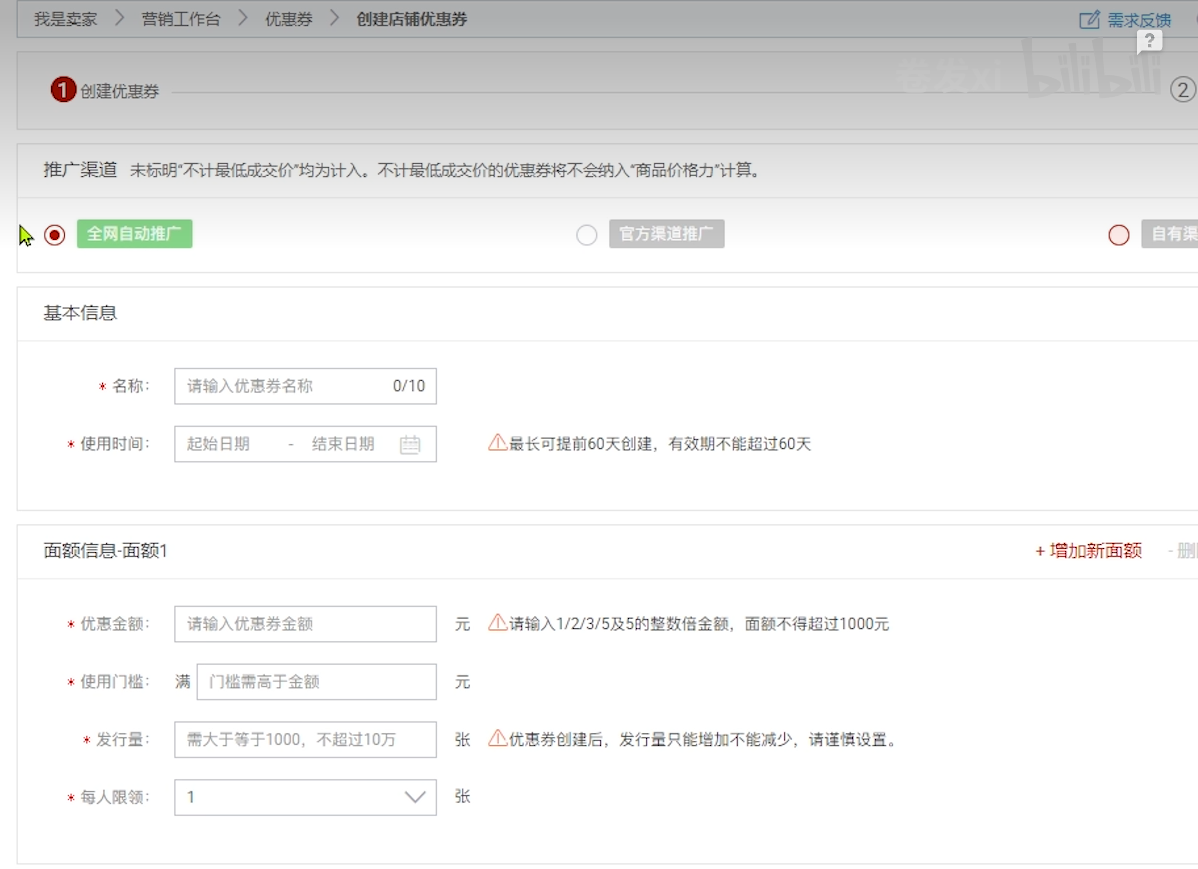 我是卖家 > 营销工作台 > 优惠券 > 创建店铺优惠券 需求反馈
?
bilibili
1 创建优惠券 2
推广渠道 未标明“不计最低成交价”均为计入。不计最低成交价的优惠券将不会纳入“商品价格力”计算。
全网自动推广 官方渠道推广 自有渠
基本信息
* 名称: 请输入优惠券名称 0/10
* 使用时间: 起始日期 - 结束日期 最长可提前60天创建，有效期不能超过60天
面额信息-面额1 + 增加新面额 - 删
* 优惠金额: 请输入优惠券金额 元 请输入1/2/3/5及5的整数倍金额，面额不得超过1000元
* 使用门槛: 满 门槛需高于金额 元
* 发行量: 需大于等于1000，不超过10万 张 优惠券创建后，发行量只能增加不能减少，请谨慎设置。
* 每人限领: 1 张